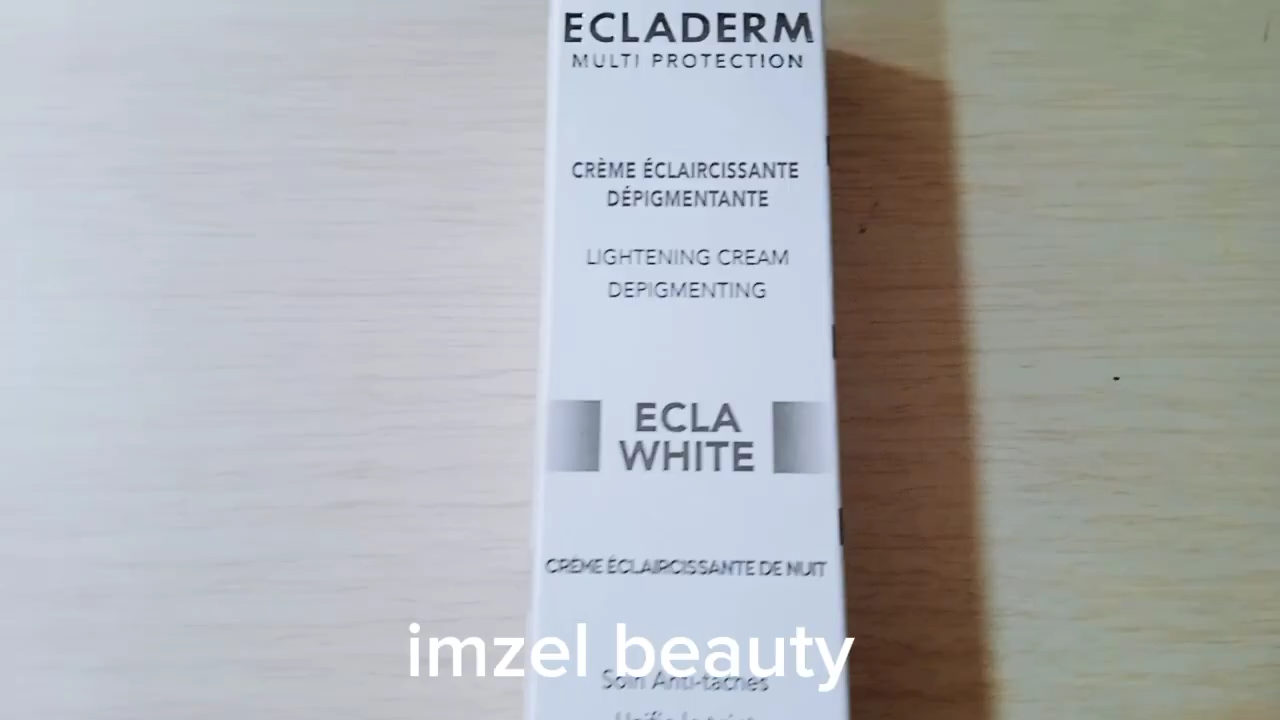 ECLADERM
MULTI PROTECTION
CRÈME ÉCLAIRCISSANTE
DÉPIGMENTANTE
LIGHTENING CREAM
DEPIGMENTING
ECLA
WHITE
CRÈME ÉCLAIRCISSANTE DE NUIT
imzel beauty
Soin Anti-taches